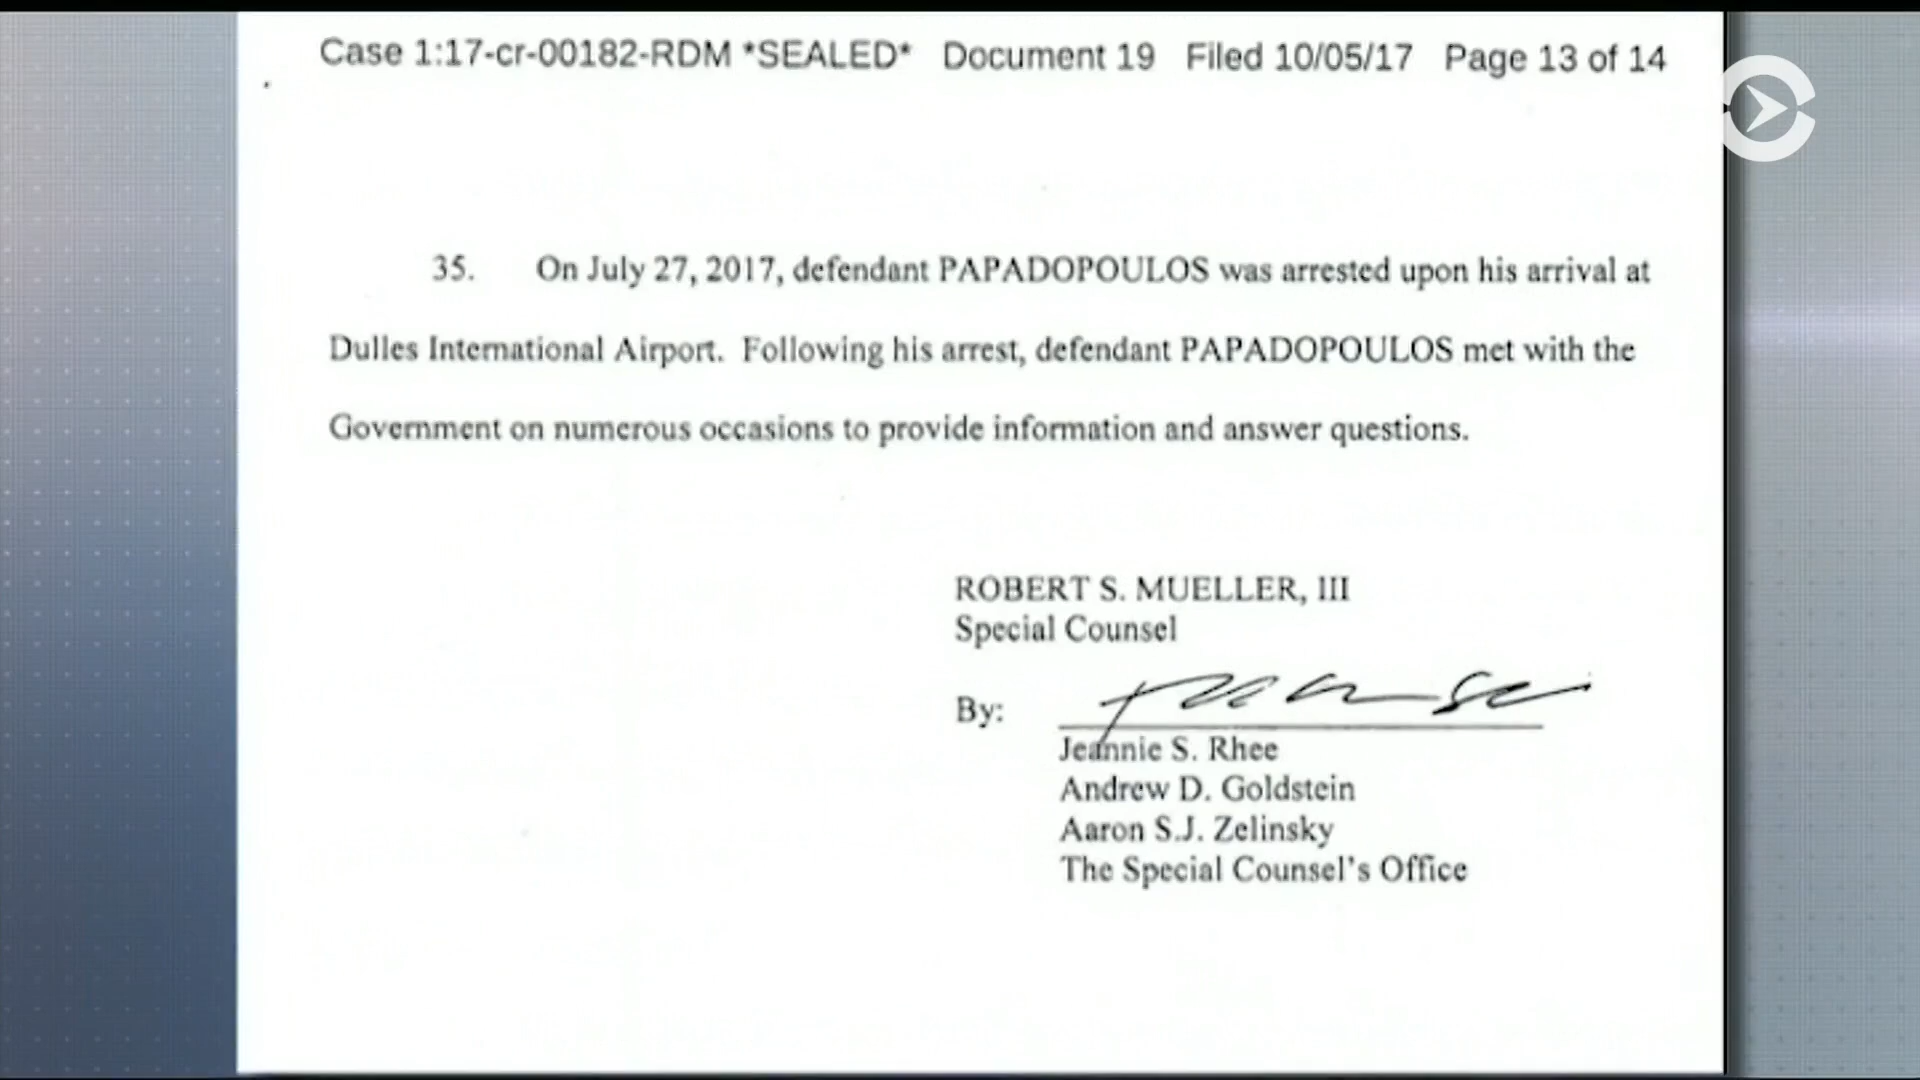 Case 1:17-cr-00182-RDM *SEALED* Document 19 Filed 10/05/17 Page 13 of 14
35. On July 27, 2017, defendant PAPADOPOULOS was arrested upon his arrival at
Dulles International Airport. Following his arrest, defendant PAPADOPOULOS met with the
Government on numerous occasions to provide information and answer questions.
ROBERT S. MUELLER, III
Special Counsel
By:
Jeannie S. Rhee
Andrew D. Goldstein
Aaron S.J. Zelinsky
The Special Counsel's Office